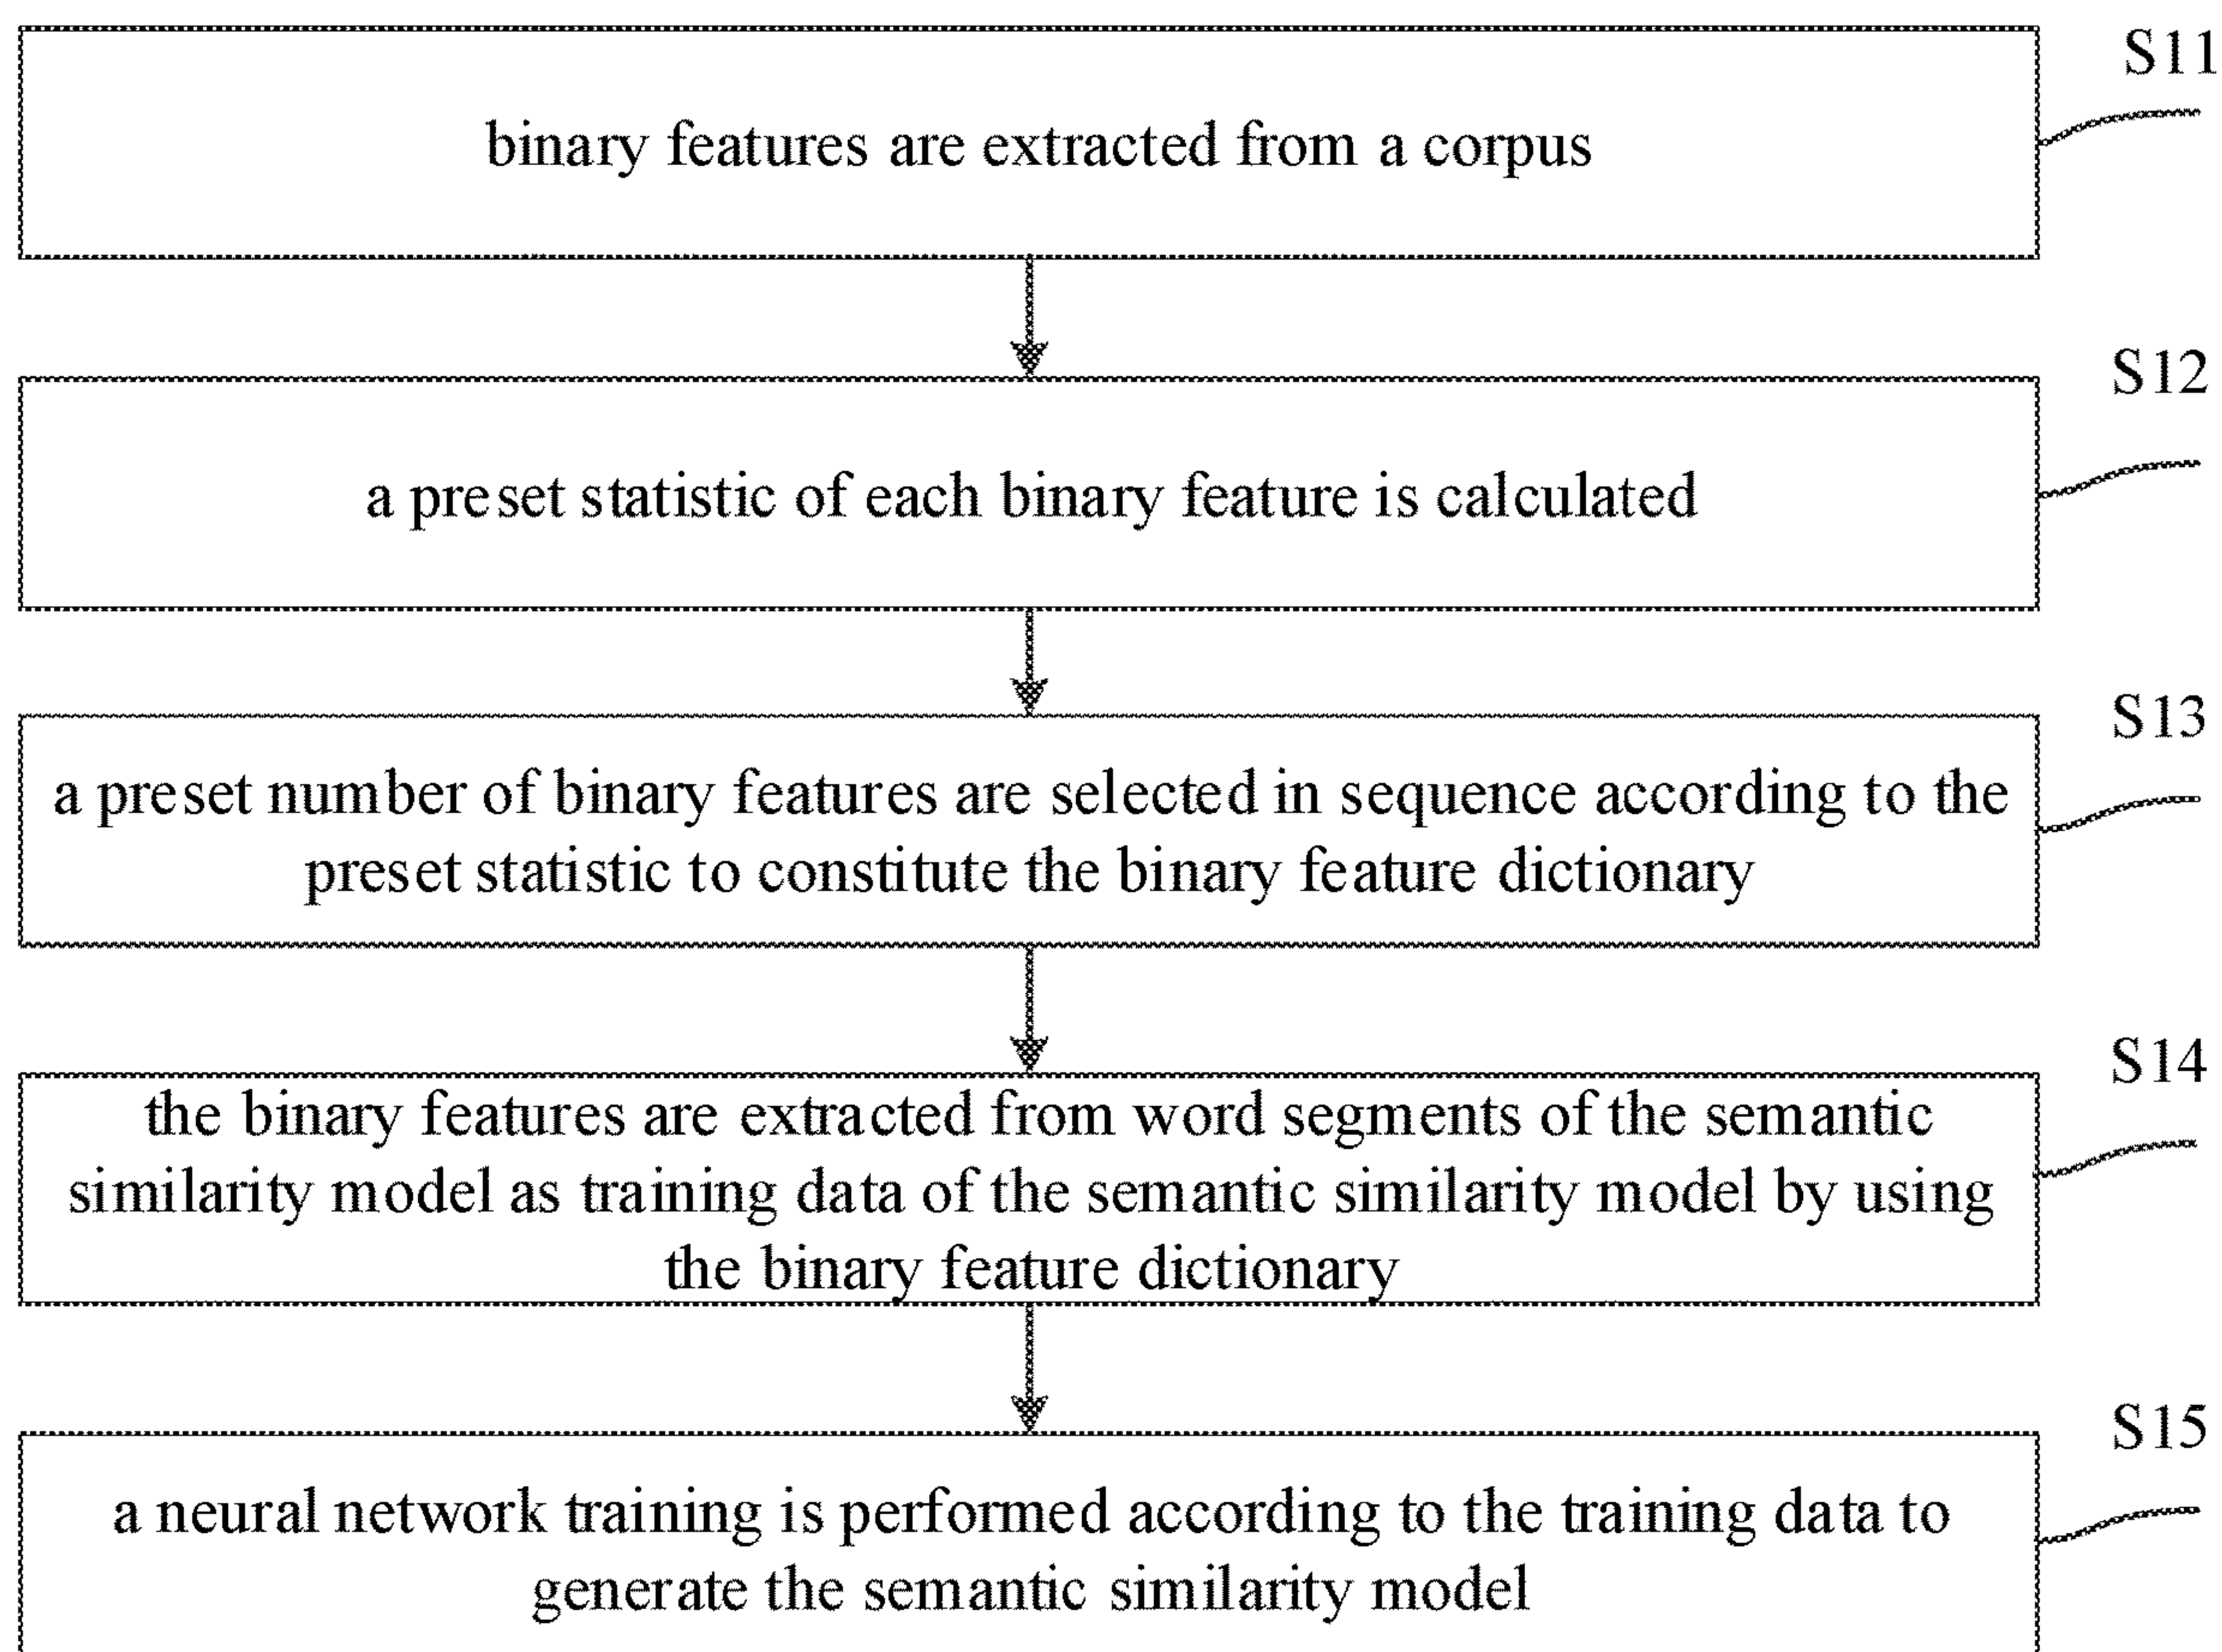 S11
binary features are extracted from a corpus
S12
a preset statistic of each binary feature is calculated
S13
a preset number of binary features are selected in sequence according to the
preset statistic to constitute the binary feature dictionary
S14
the binary features are extracted from word segments of the semantic
similarity model as training data of the semantic similarity model by using
the binary feature dictionary
S15
a neural network training is performed according to the training data to
generate the semantic similarity model